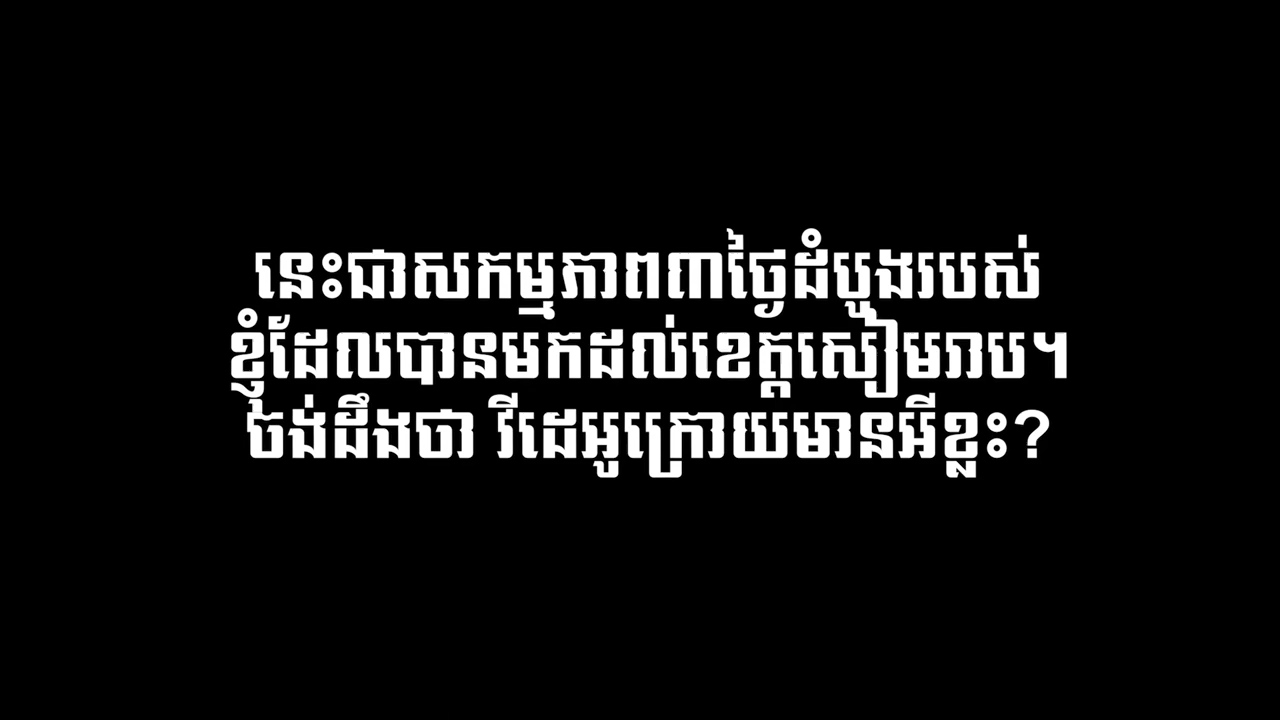 នេះជាសកម្មភាព៣ថ្ងៃដំបូងរបស់
ខ្ញុំដែលបានមកដល់ខេត្តសៀមរាប។
ចង់ដឹងថា វីដេអូក្រោយមានអីខ្លះ?